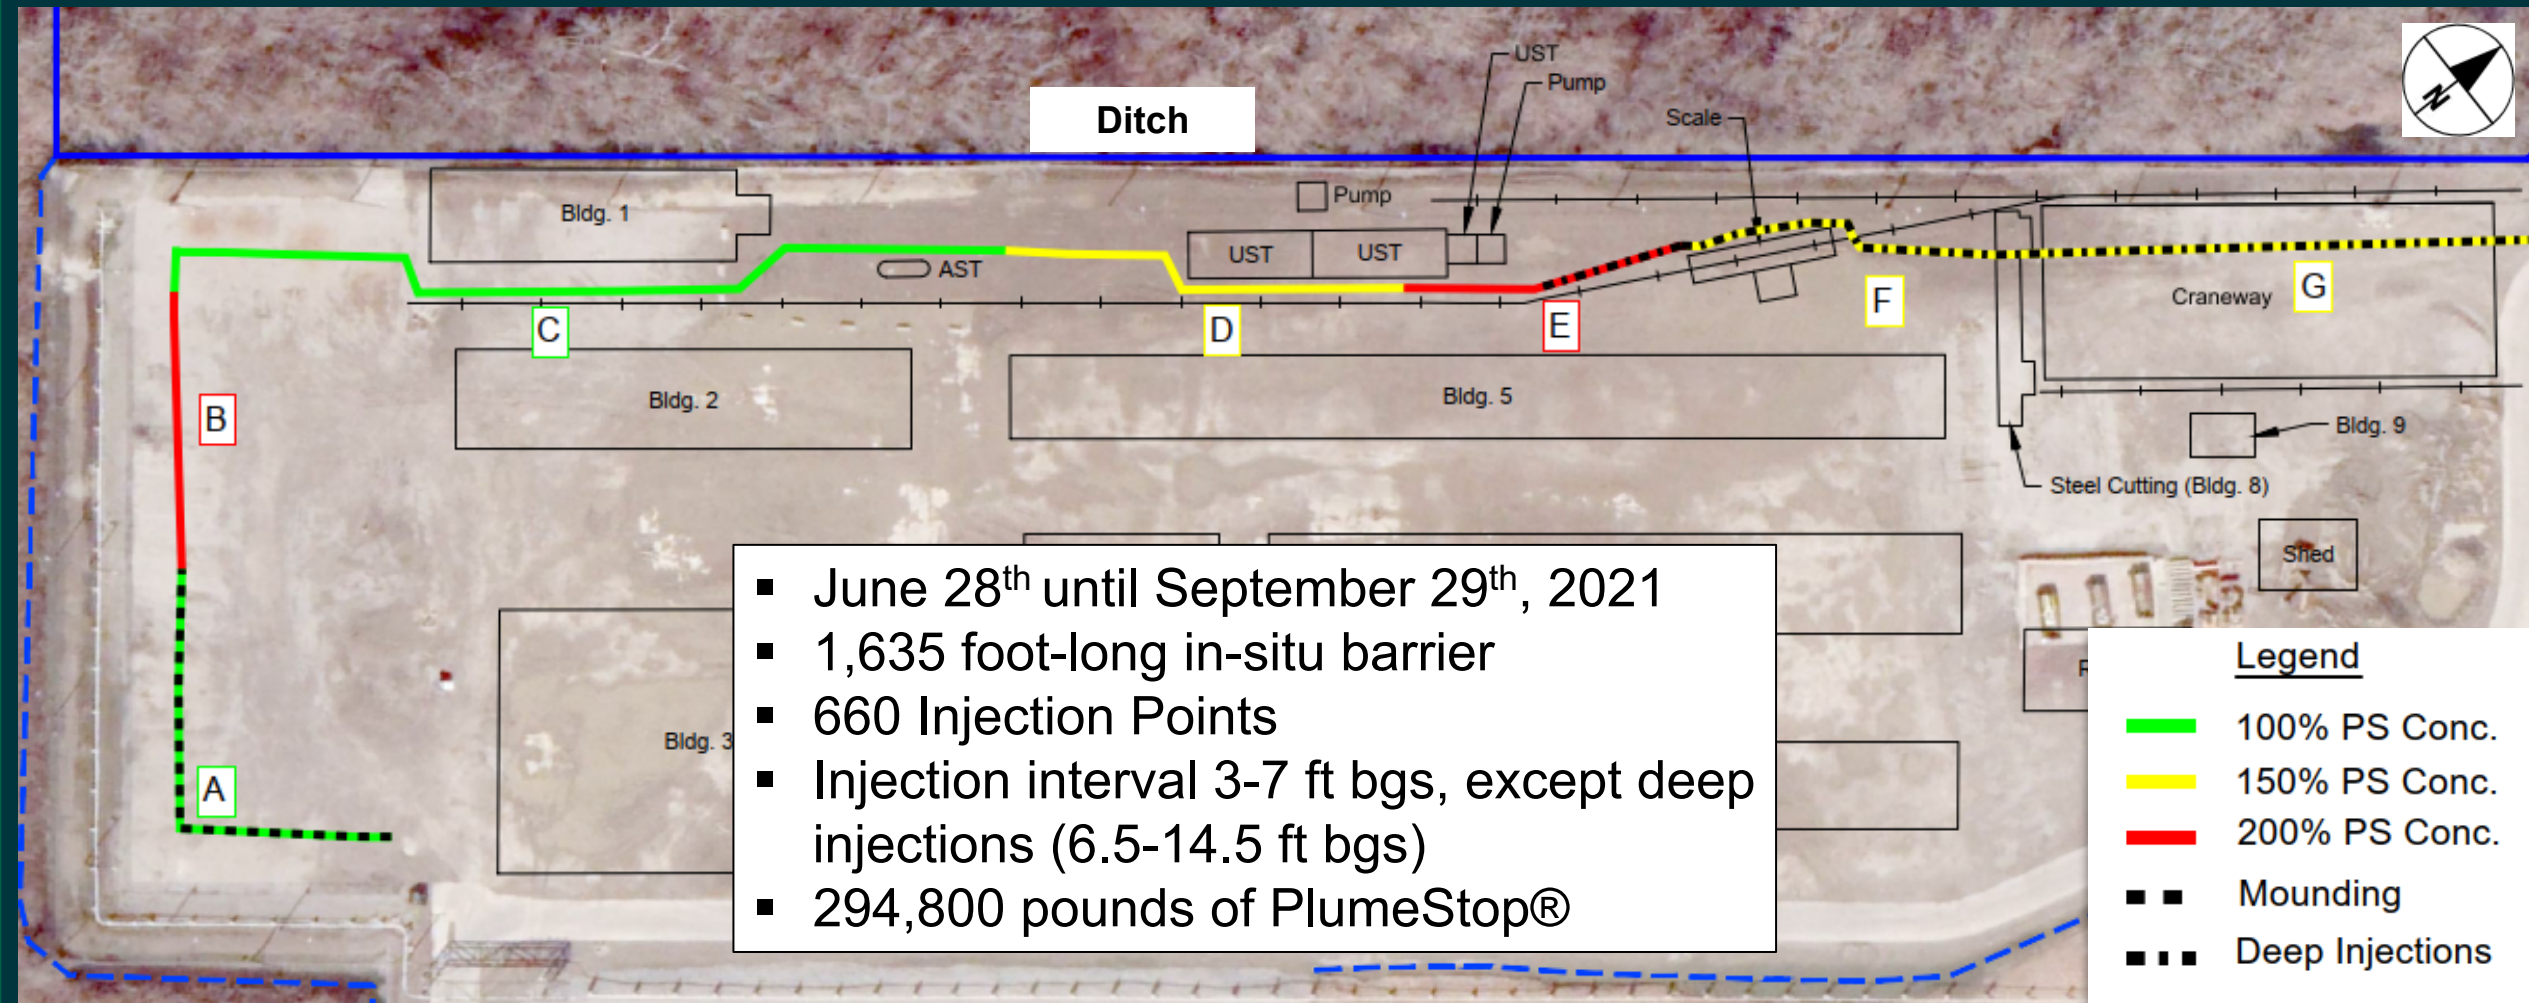 UST
Pump
Ditch
Scale
N
Bldg. 1
Pump
UST
UST
AST
C
D
E
F
G
Craneway
B
Bldg. 2
Bldg. 5
Bldg. 9
Steel Cutting (Bldg. 8)
Shed
A
Bldg. 3
▪ June 28th until September 29th, 2021
▪ 1,635 foot-long in-situ barrier
▪ 660 Injection Points
▪ Injection interval 3-7 ft bgs, except deep
injections (6.5-14.5 ft bgs)
▪ 294,800 pounds of PlumeStop®
Legend
100% PS Conc.
150% PS Conc.
200% PS Conc.
Mounding
Deep Injections